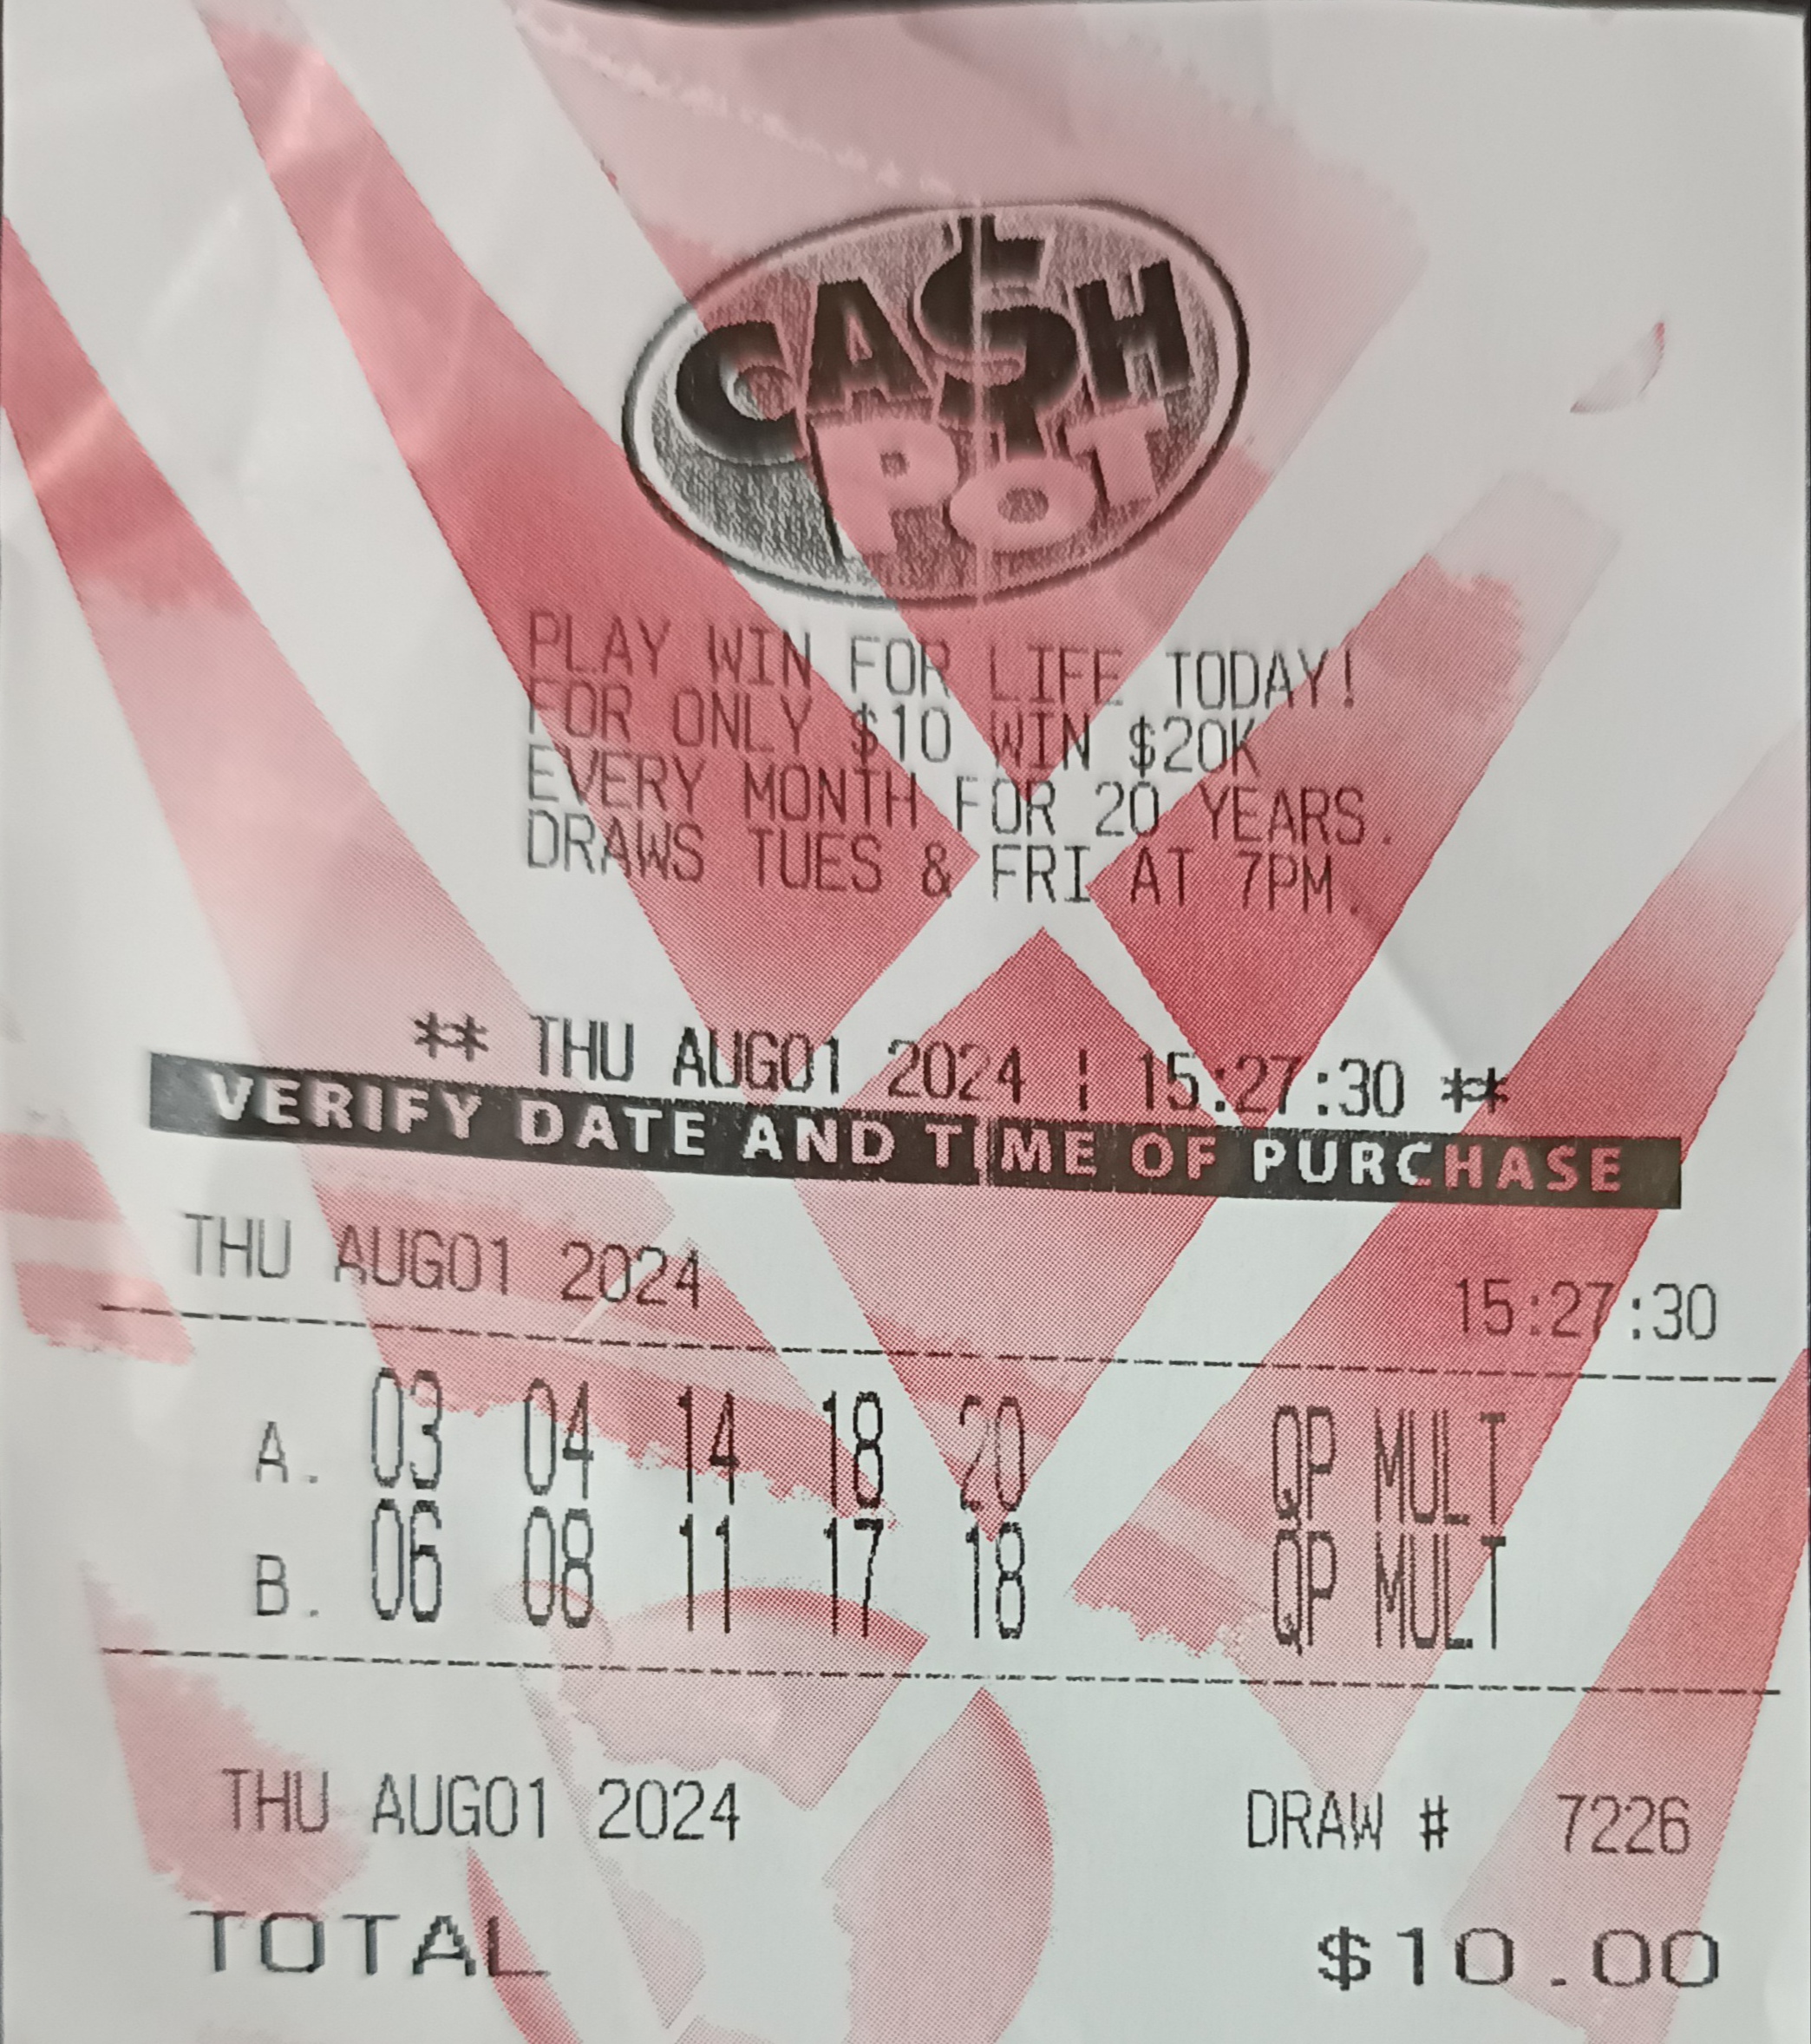 CA$H
POT
PLAY WIN FOR LIFE TODAY!
FOR ONLY $10 WIN $20K
EVERY MONTH FOR 20 YEARS.
DRAWS TUES & FRI AT 7PM.
** THU AUG01 2024 | 15:27:30 **
VERIFY DATE AND TIME OF PURCHASE
THU AUG01 2024 15:27:30
A. 03 04 14 18 20 QP MULT
B. 06 08 11 17 18 QP MULT
THU AUG01 2024 DRAW # 7226
TOTAL $10.00